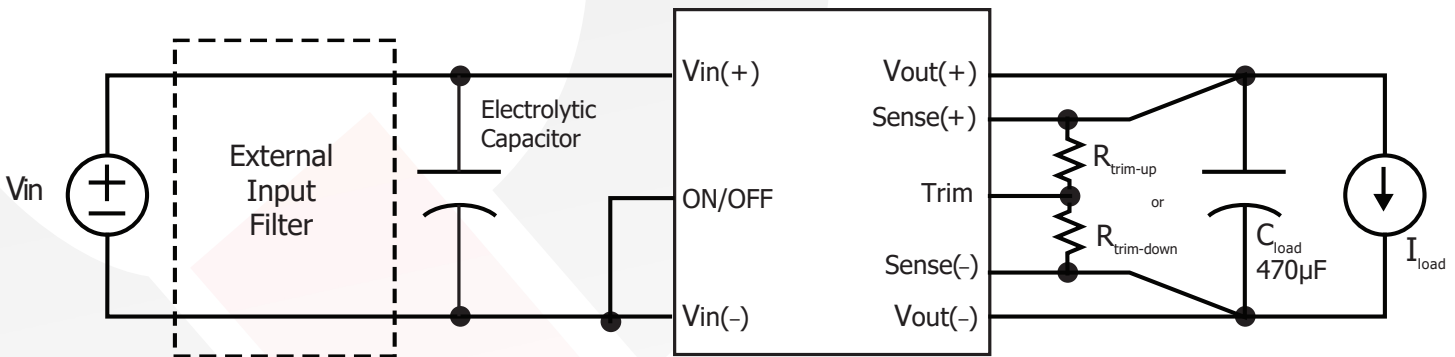 Vin
External
Input
Filter
Electrolytic
Capacitor
Vin(+)
ON/OFF
Vin(–)
Vout(+)
Sense(+)
Trim
Sense(–)
Vout(–)
Rtrim-up
or
Rtrim-down
Cload
470µF
Iload